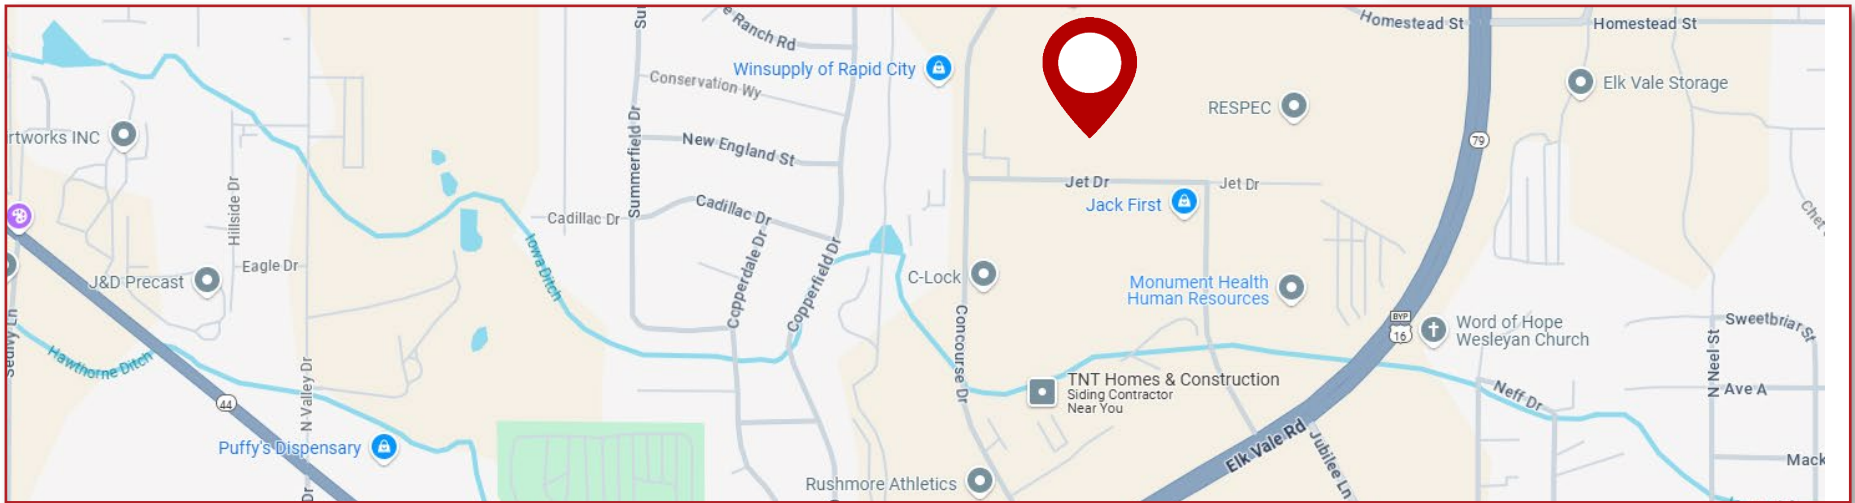 Homestead St
Homestead St
Ranch Rd
Winsupply of Rapid City
Conservation Wy
Elk Vale Storage
RESPEC
Summerfield Dr
rtworks INC
79
New England St
Jet Dr
Jet Dr
Hillside Dr
Cadillac Dr
Cadillac Dr
Jack First
Iowa Ditch
Eagle Dr
J&D Precast
Copperdale Dr
Copperfield Dr
C-Lock
Monument Health
Human Resources
Concourse Dr
BYP
16
Word of Hope
Wesleyan Church
Sweetbriar St
N Neel St
Hawthorne Ditch
N Valley Dr
44
TNT Homes & Construction
Siding Contractor
Near You
Neff Dr
Ave A
Puffy's Dispensary
Elk Vale Rd
Jubilee Ln
Mack
Rushmore Athletics
Dr